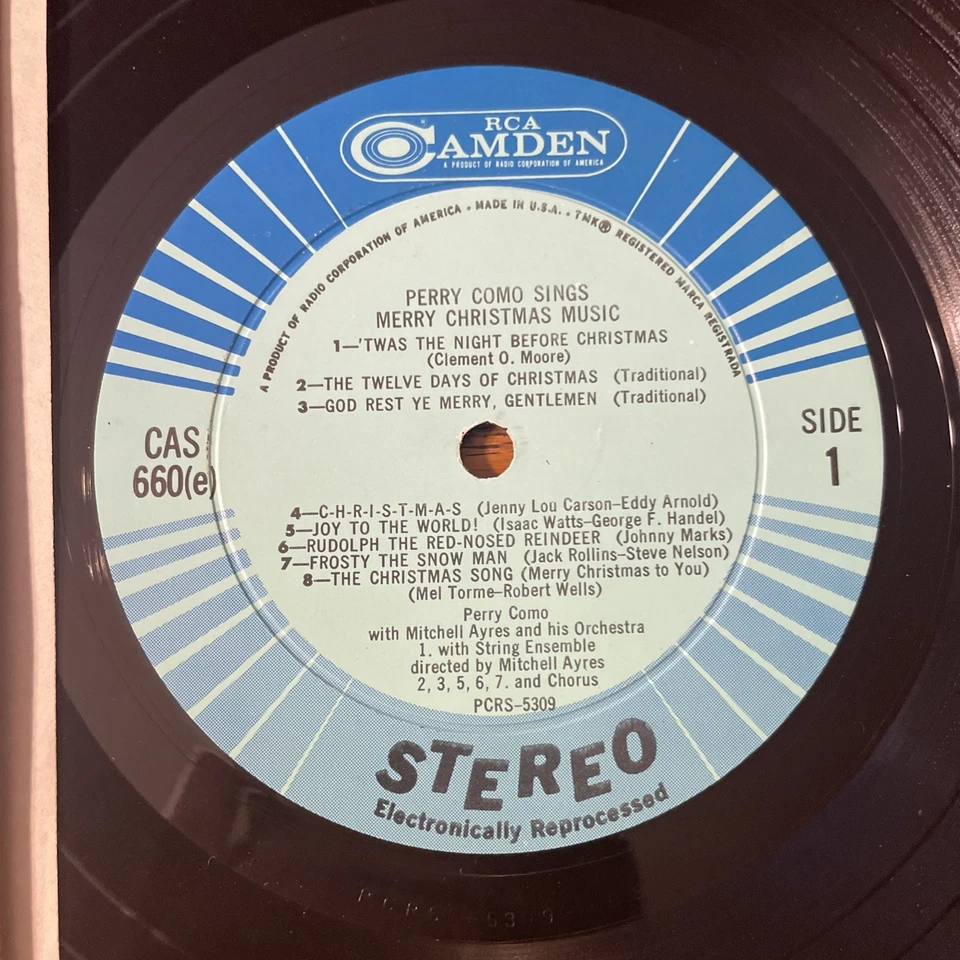 RCA
CAMDEN
A PRODUCT OF RADIO CORPORATION OF AMERICA
A PRODUCT OF RADIO CORPORATION OF AMERICA • MADE IN U.S.A. • TMK® REGISTERED MARCA REGISTRADA
PERRY COMO SINGS
MERRY CHRISTMAS MUSIC
1—'TWAS THE NIGHT BEFORE CHRISTMAS
(Clement O. Moore)
2—THE TWELVE DAYS OF CHRISTMAS (Traditional)
3—GOD REST YE MERRY, GENTLEMEN (Traditional)
CAS
660(e)
SIDE
1
4—C-H-R-I-S-T-M-A-S (Jenny Lou Carson–Eddy Arnold)
5—JOY TO THE WORLD! (Isaac Watts–George F. Handel)
6—RUDOLPH THE RED-NOSED REINDEER (Johnny Marks)
7—FROSTY THE SNOW MAN (Jack Rollins–Steve Nelson)
8—THE CHRISTMAS SONG (Merry Christmas to You)
(Mel Torme–Robert Wells)
Perry Como
with Mitchell Ayres and his Orchestra
1. with String Ensemble
directed by Mitchell Ayres
2, 3, 5, 6, 7. and Chorus
PCRS–5309
STEREO
Electronically Reprocessed